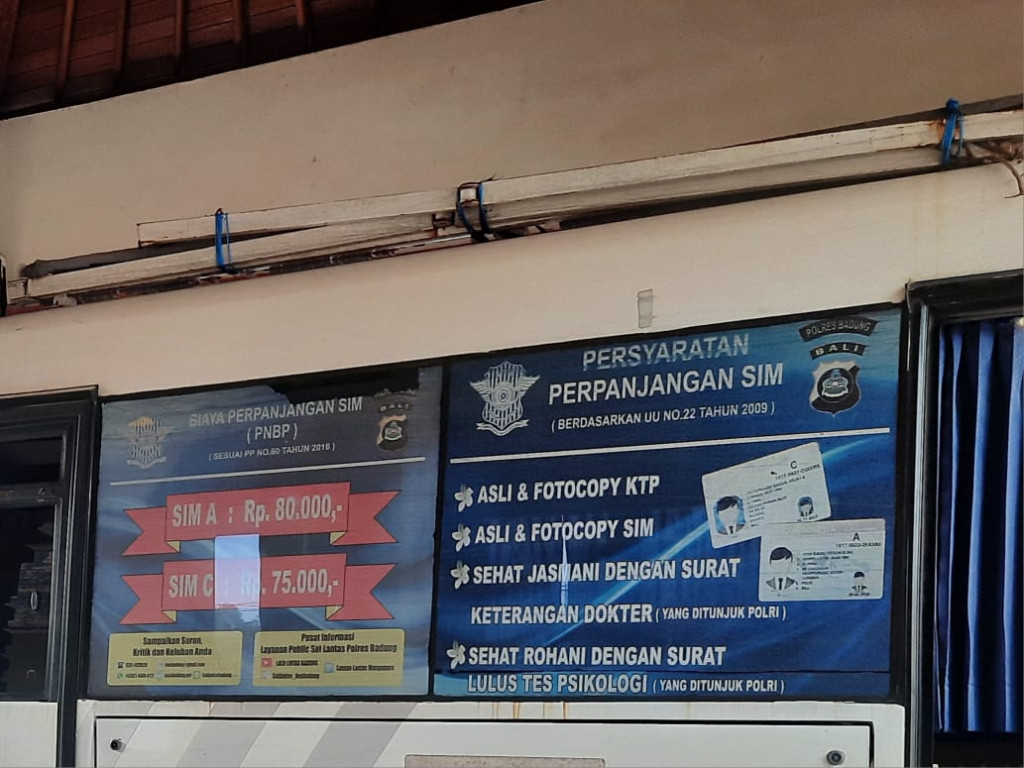 BIAYA PERPANJANGAN SIM
( PNBP )
( SESUAI PP NO.60 TAHUN 2016 )
BALI
SIM A : Rp. 80.000,-
SIM C : Rp. 75.000,-
Sampaikan Saran,
Kritik dan Keluhan Anda
Pusat Informasi
Layanan Public Sat Lantas Polres Badung
PERSYARATAN
PERPANJANGAN SIM
( BERDASARKAN UU NO.22 TAHUN 2009 )
POLRES BADUNG
BALI
ASLI & FOTOCOPY KTP
ASLI & FOTOCOPY SIM
SEHAT JASMANI DENGAN SURAT
KETERANGAN DOKTER ( YANG DITUNJUK POLRI )
SEHAT ROHANI DENGAN SURAT
LULUS TES PSIKOLOGI ( YANG DITUNJUK POLRI )
C
A